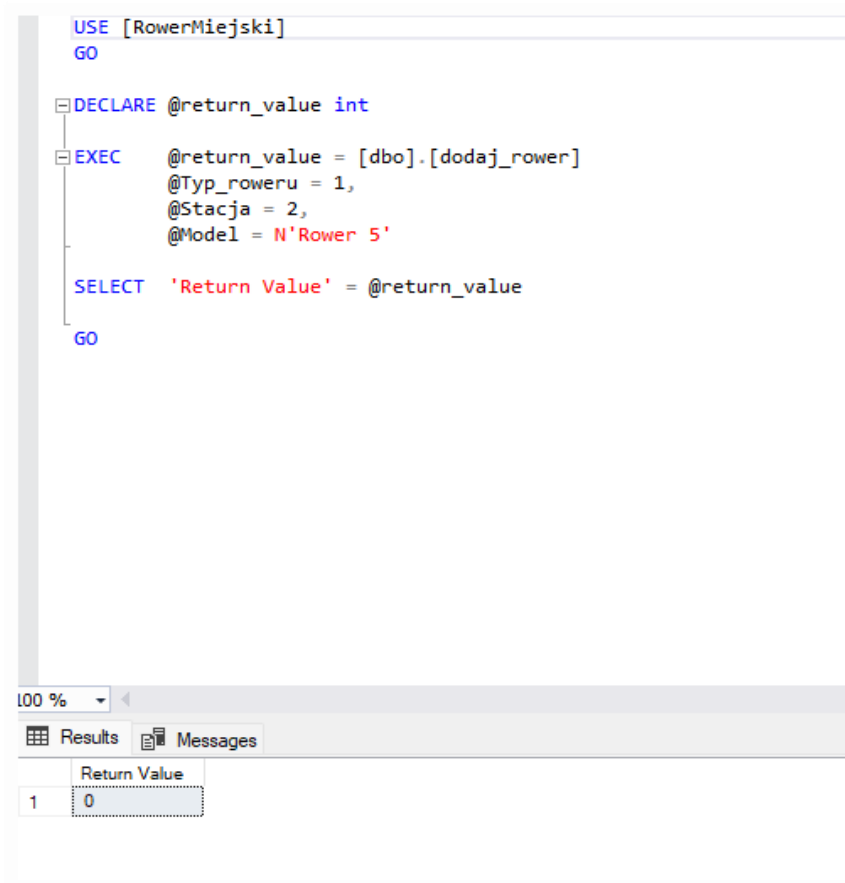 USE [RowerMiejski]
GO
DECLARE @return_value int
EXEC @return_value = [dbo].[dodaj_rower]
@Typ_roweru = 1,
@Stacja = 2,
@Model = N'Rower 5'
SELECT 'Return Value' = @return_value
GO
100 %
Results Messages
Return Value
1 0